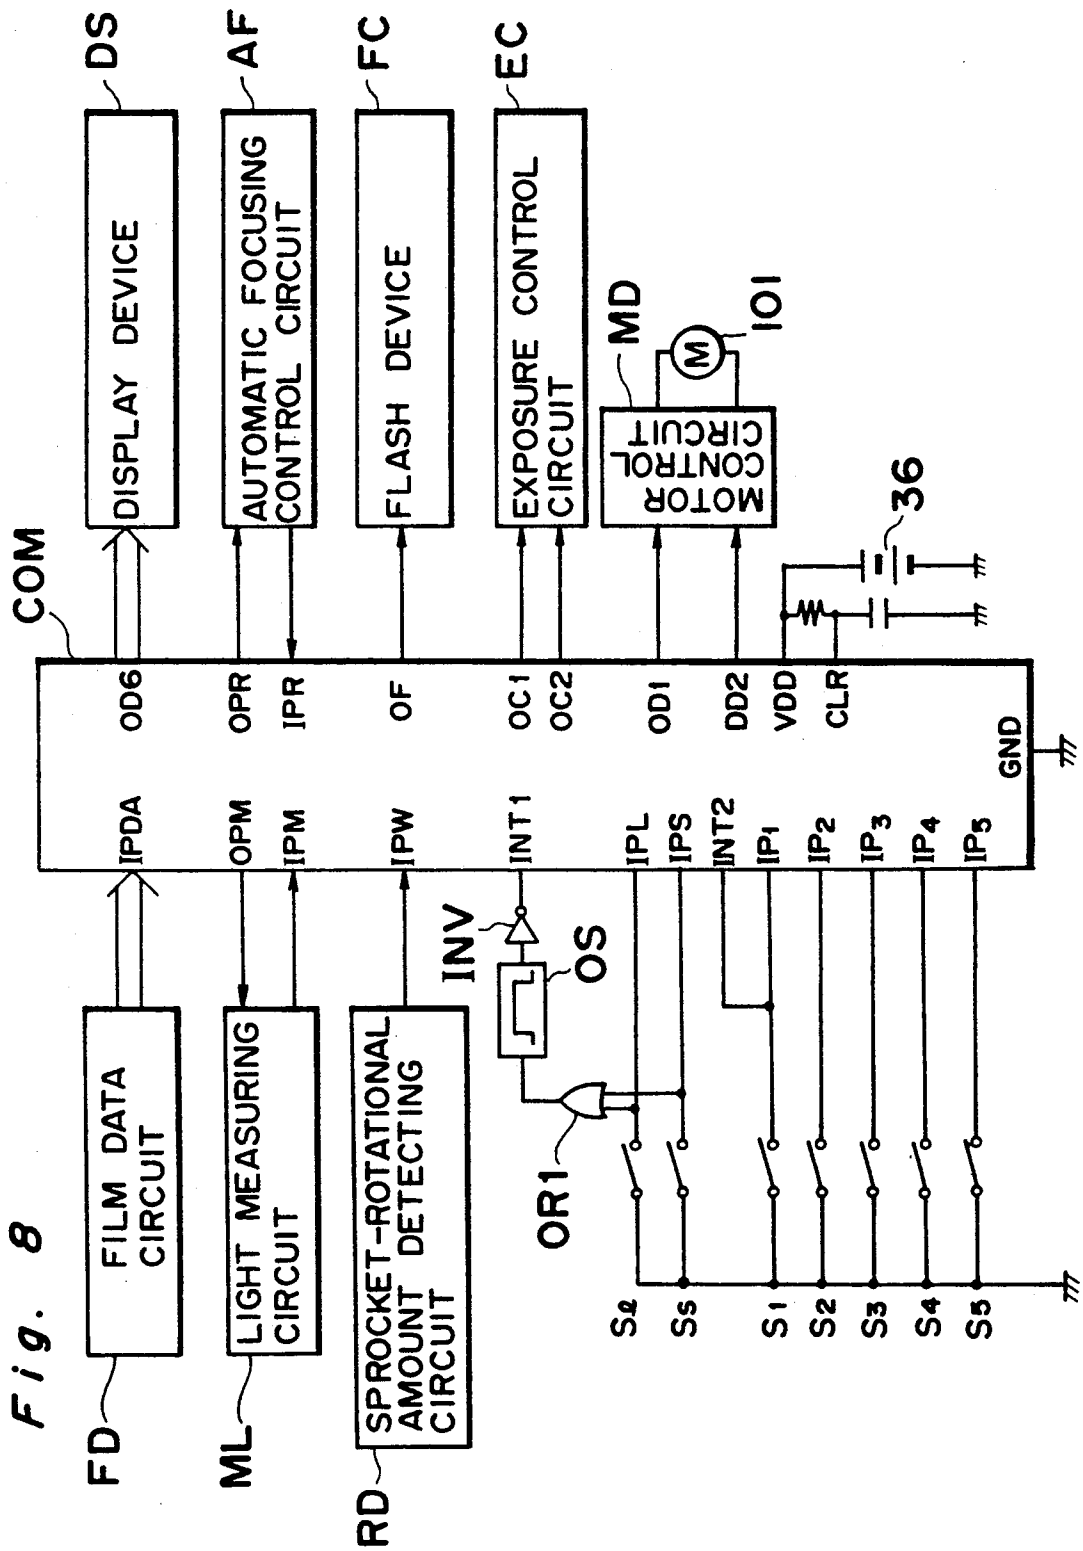 Fig. 8
COM
FD
FILM DATA
CIRCUIT
IPDA
OD6
DISPLAY DEVICE
DS
ML
LIGHT MEASURING
CIRCUIT
OPM
IPM
OPR
IPR
AUTOMATIC FOCUSING
CONTROL CIRCUIT
AF
RD
SPROCKET-ROTATIONAL
AMOUNT DETECTING
CIRCUIT
IPW
OF
FLASH DEVICE
FC
INV
OS
OR1
INT1
OC1
OC2
EXPOSURE CONTROL
CIRCUIT
EC
Sℓ
IPL
SS
IPS
INT2
S1
IP1
S2
IP2
S3
IP3
S4
IP4
S5
IP5
OD1
DD2
MOTOR
CONTROL
CIRCUIT
MD
M
101
VDD
CLR
36
GND